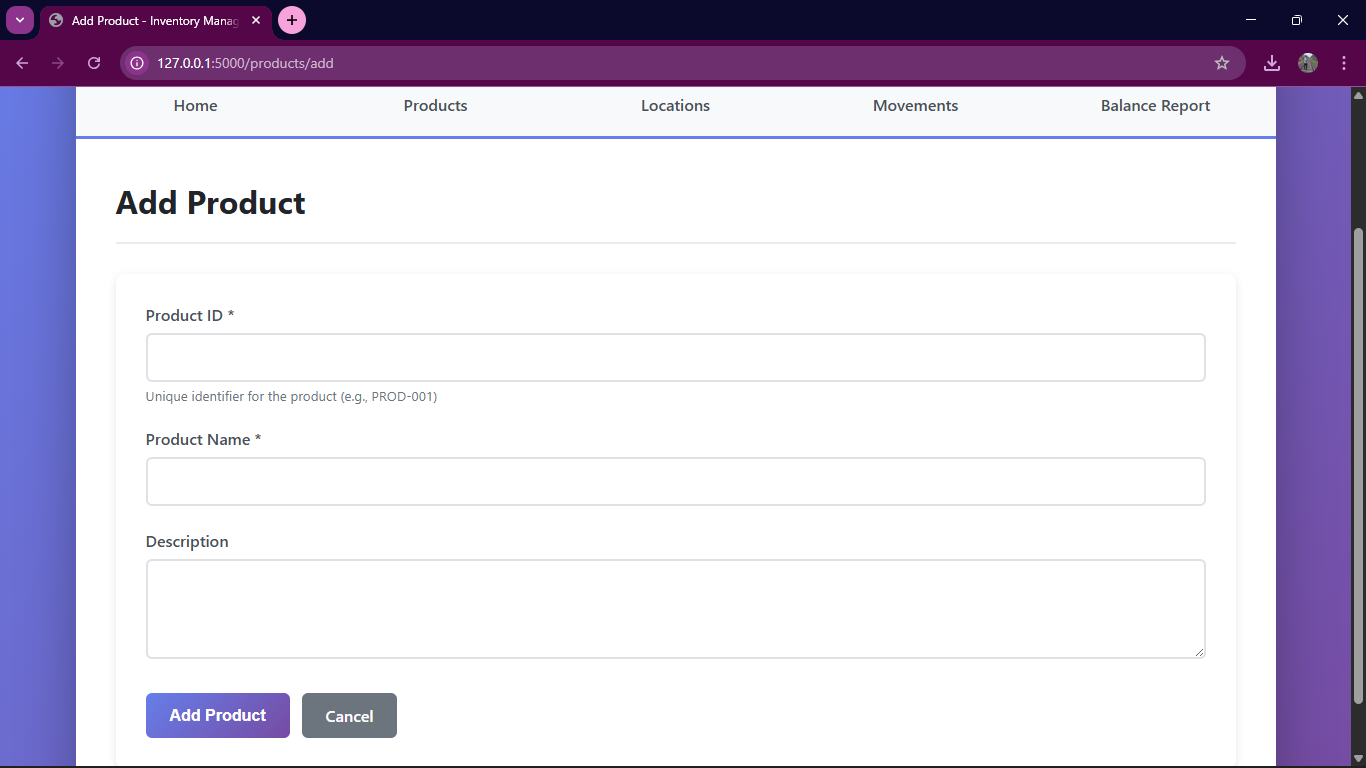 Add Product - Inventory Manag
127.0.0.1:5000/products/add
Home Products Locations Movements Balance Report
Add Product
Product ID *
Unique identifier for the product (e.g., PROD-001)
Product Name *
Description
Add Product Cancel